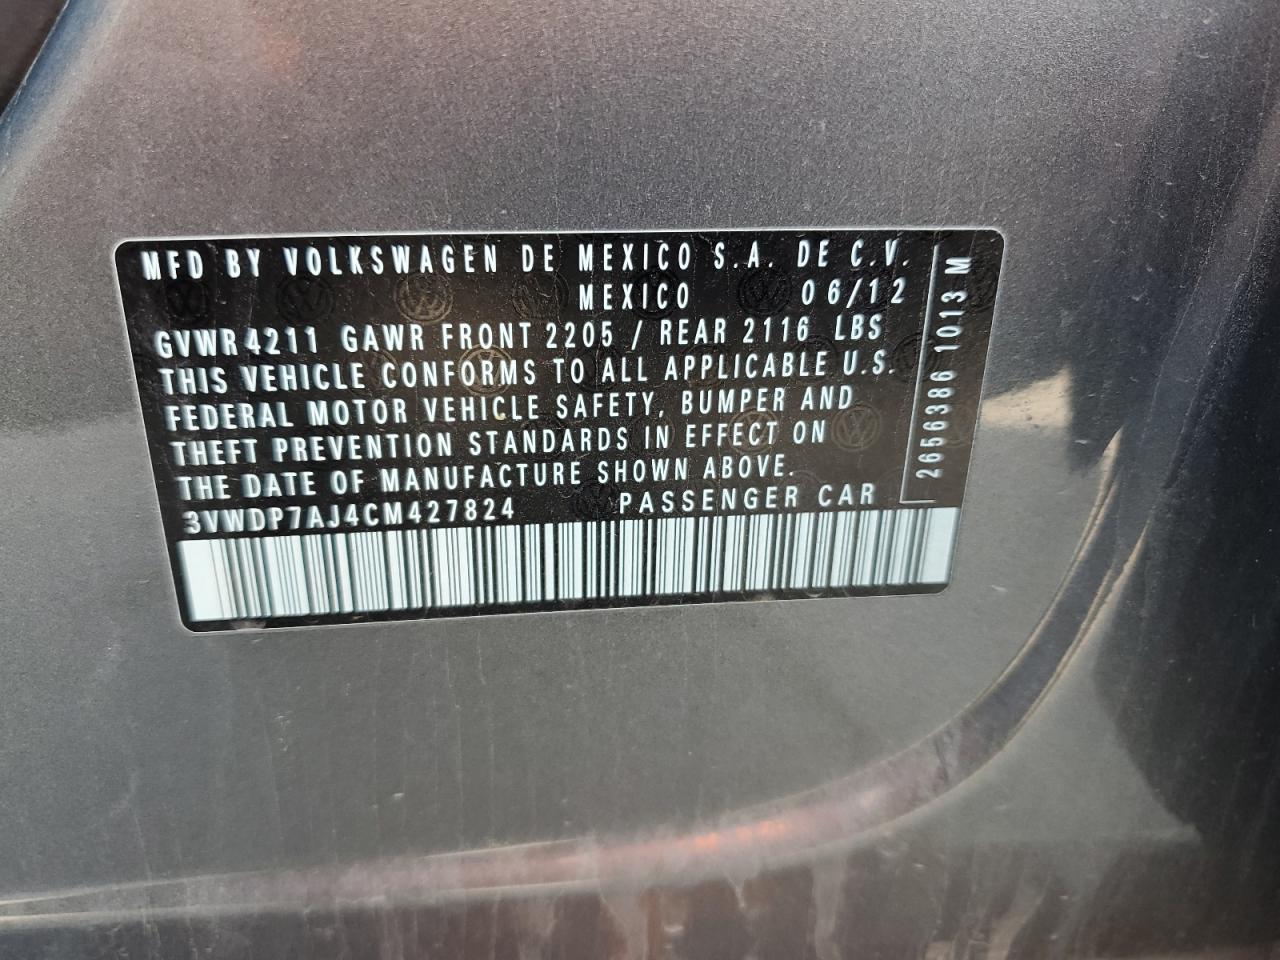 MFD BY VOLKSWAGEN DE MEXICO S.A. DE C.V.
MEXICO 06/12
GVWR 4211 GAWR FRONT 2205 / REAR 2116 LBS
THIS VEHICLE CONFORMS TO ALL APPLICABLE U.S.
FEDERAL MOTOR VEHICLE SAFETY, BUMPER AND
THEFT PREVENTION STANDARDS IN EFFECT ON
THE DATE OF MANUFACTURE SHOWN ABOVE.
3VWDP7AJ4CM427824 PASSENGER CAR
2656386 1013 M